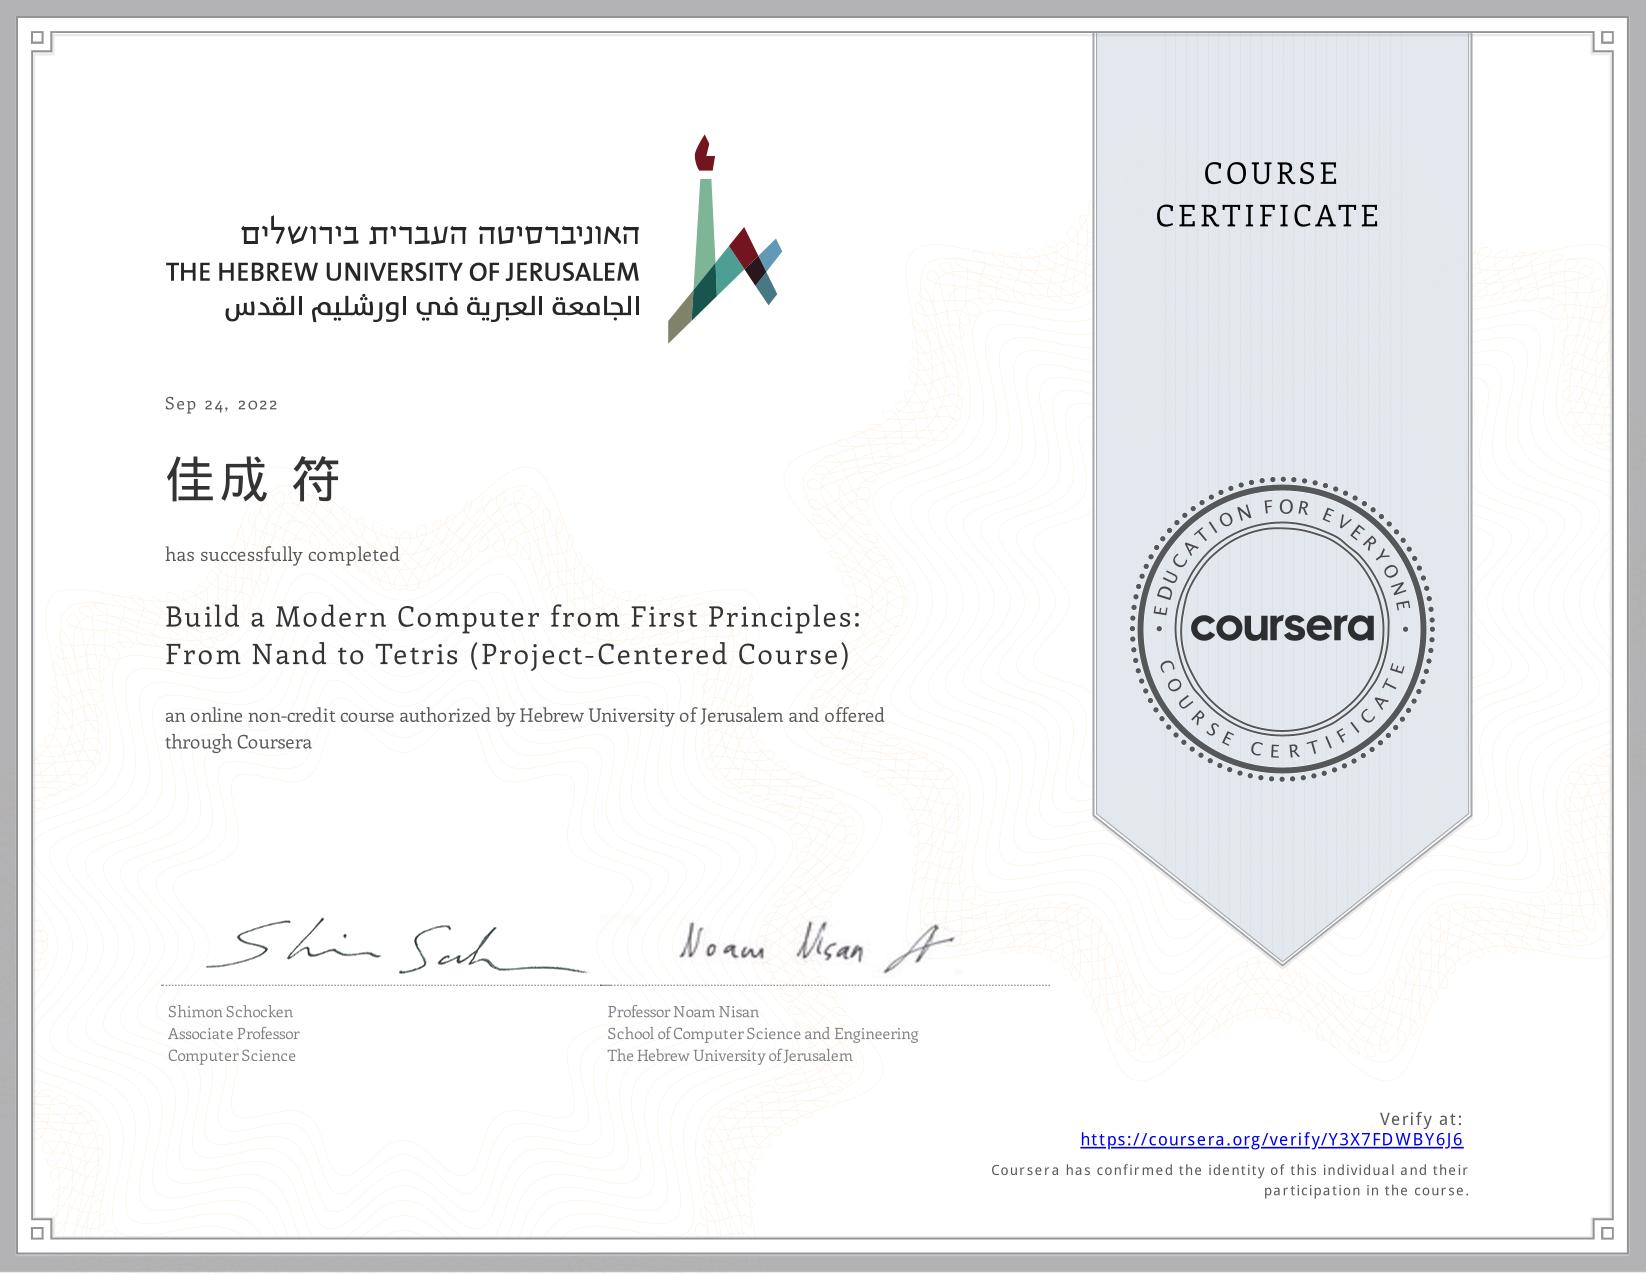 האוניברסיטה העברית בירושלים
THE HEBREW UNIVERSITY OF JERUSALEM
الجامعة العبرية في اورشليم القدس
COURSE
CERTIFICATE
Sep 24, 2022
佳成 符
has successfully completed
Build a Modern Computer from First Principles:
From Nand to Tetris (Project-Centered Course)
an online non-credit course authorized by Hebrew University of Jerusalem and offered
through Coursera
EDUCATION FOR EVERYONE
coursera
COURSE CERTIFICATE
Noam Nisan
Shimon Schocken
Associate Professor
Computer Science
Professor Noam Nisan
School of Computer Science and Engineering
The Hebrew University of Jerusalem
Verify at:
https://coursera.org/verify/Y3X7FDWBY6J6
Coursera has confirmed the identity of this individual and their
participation in the course.